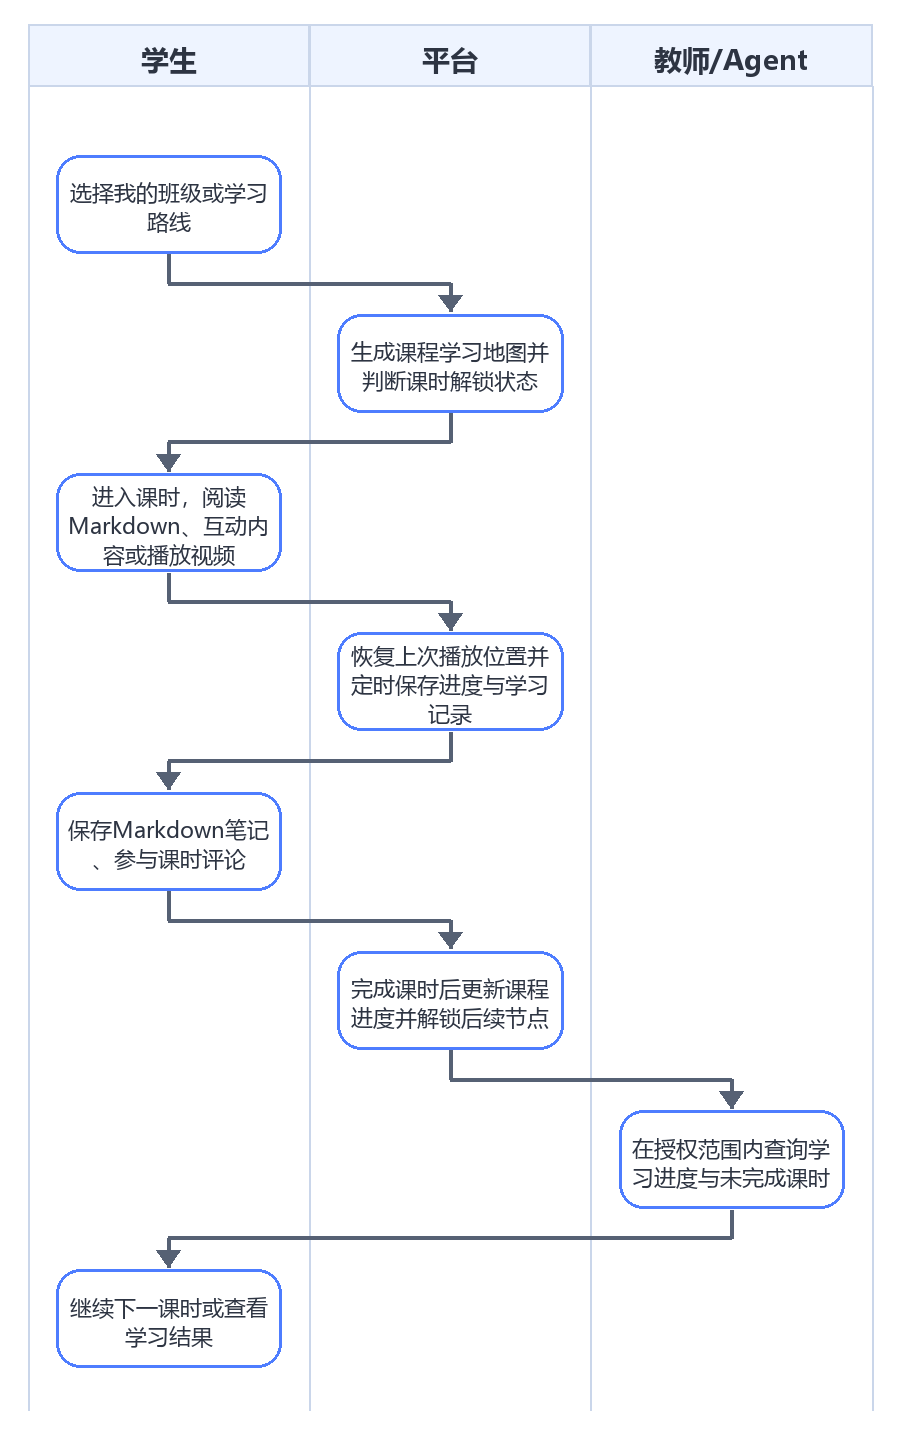 学生
平台
教师/Agent
选择我的班级或学习
路线
生成课程学习地图并
判断课时解锁状态
进入课时，阅读
Markdown、互动内
容或播放视频
恢复上次播放位置并
定时保存进度与学习
记录
保存Markdown笔记
、参与课时评论
完成课时后更新课程
进度并解锁后续节点
在授权范围内查询学
习进度与未完成课时
继续下一课时或查看
学习结果